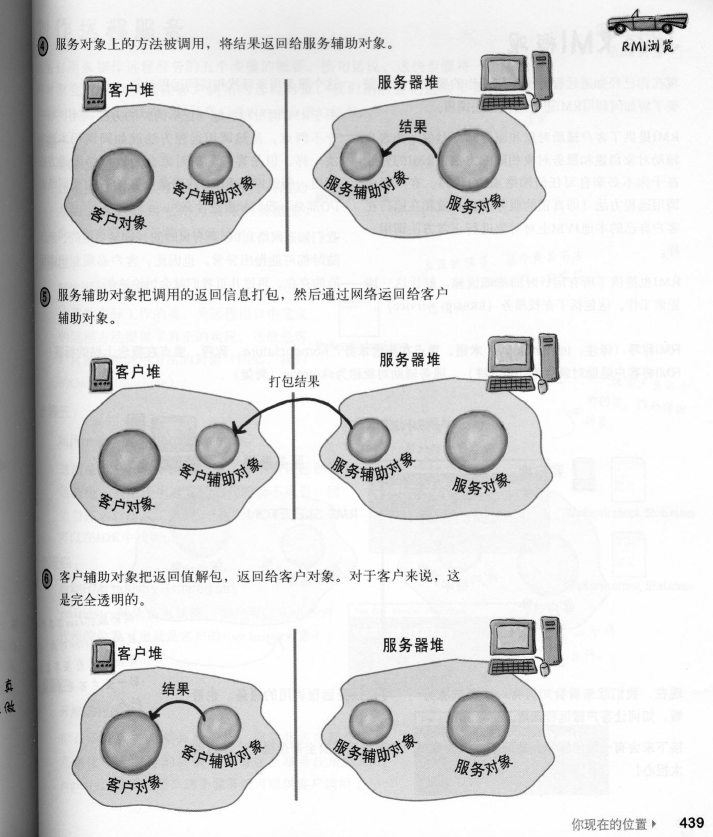 RMI浏览
④ 服务对象上的方法被调用，将结果返回给服务辅助对象。
客户堆
服务器堆
结果
客户对象
客户辅助对象
服务辅助对象
服务对象
⑤ 服务辅助对象把调用的返回信息打包，然后通过网络运回给客户
辅助对象。
客户堆
服务器堆
打包结果
客户对象
客户辅助对象
服务辅助对象
服务对象
⑥ 客户辅助对象把返回值解包，返回给客户对象。对于客户来说，这
是完全透明的。
客户堆
服务器堆
结果
客户对象
客户辅助对象
服务辅助对象
服务对象
做
你现在的位置 ▸ 439